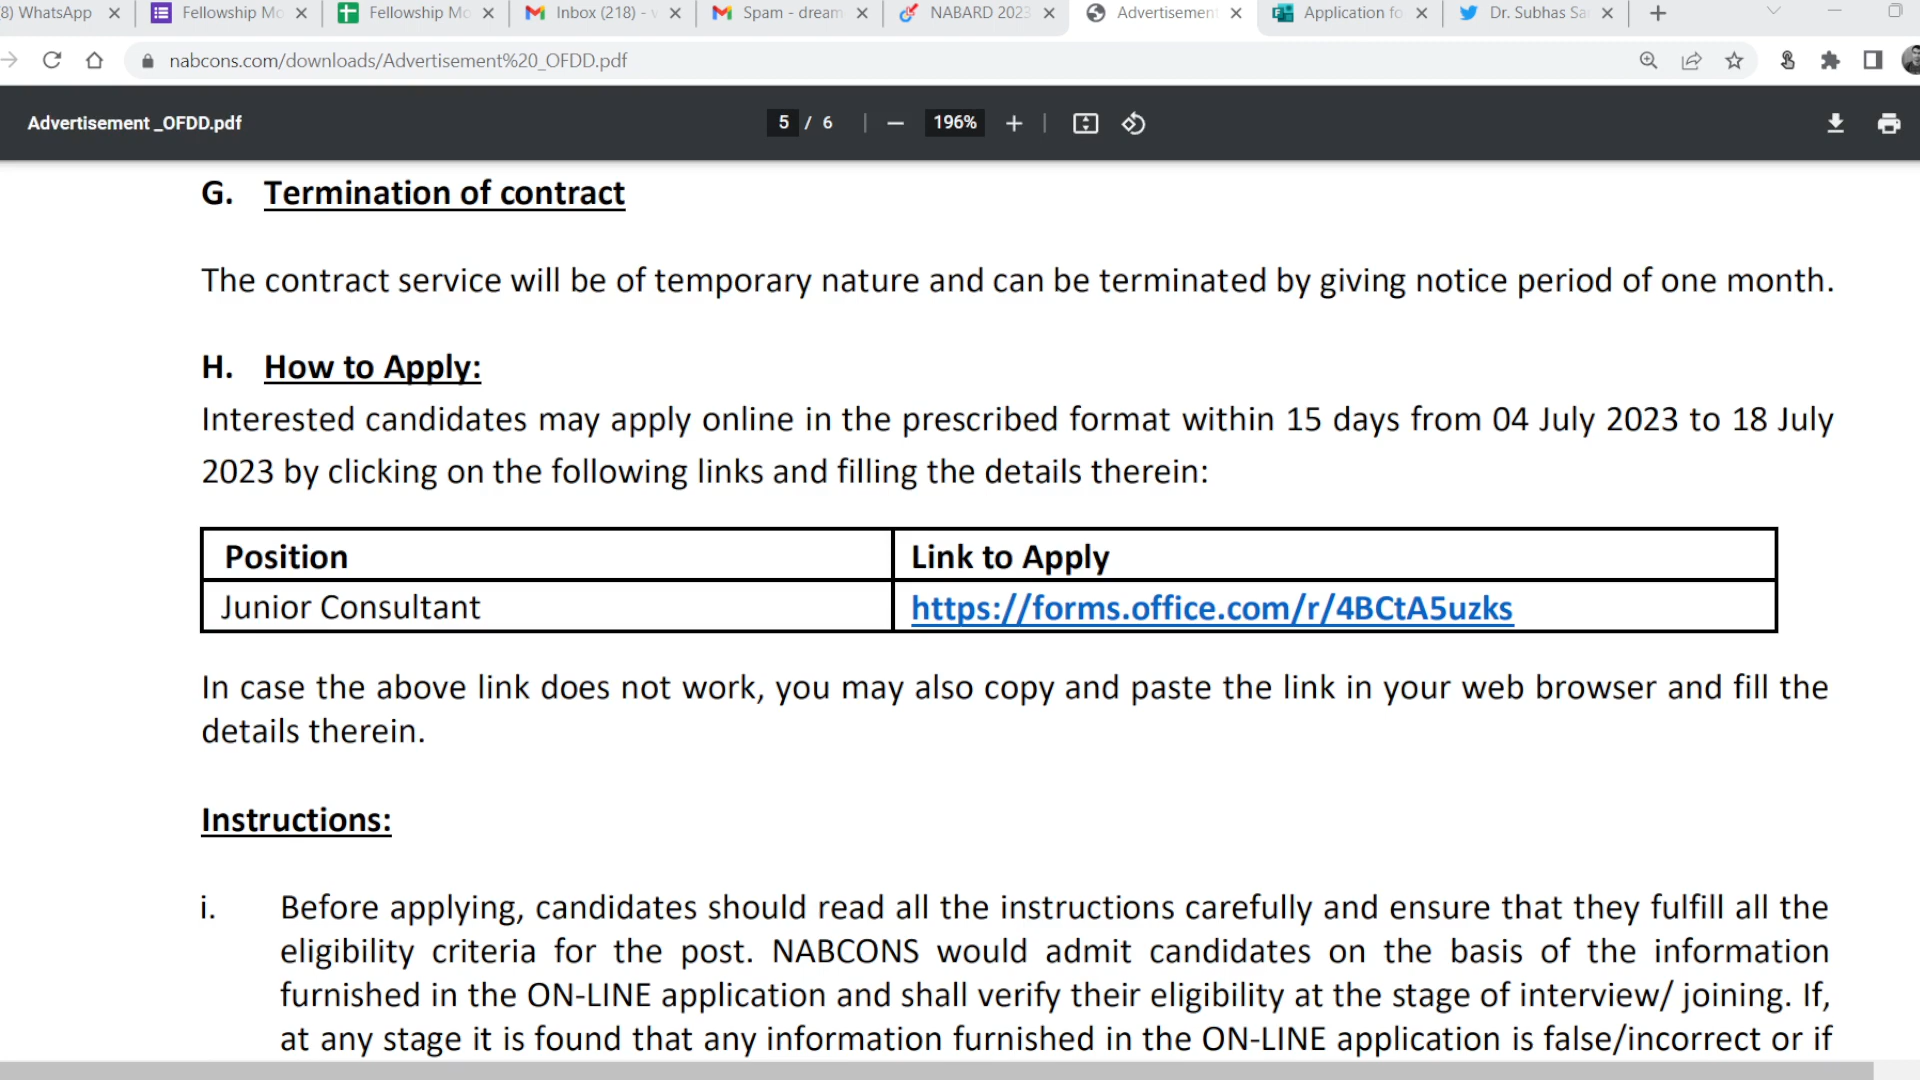 8) WhatsApp
Fellowship Mo
Fellowship Mo
Inbox (218) - v
Spam - dream
NABARD 2023
Advertisement
Application fo
Dr. Subhas Sa
nabcons.com/downloads/Advertisement%20_OFDD.pdf
Advertisement _OFDD.pdf
5 / 6
196%
G. Termination of contract
The contract service will be of temporary nature and can be terminated by giving notice period of one month.
H. How to Apply:
Interested candidates may apply online in the prescribed format within 15 days from 04 July 2023 to 18 July
2023 by clicking on the following links and filling the details therein:
Position Link to Apply
Junior Consultant https://forms.office.com/r/4BCtA5uzks
In case the above link does not work, you may also copy and paste the link in your web browser and fill the
details therein.
Instructions:
i. Before applying, candidates should read all the instructions carefully and ensure that they fulfill all the
eligibility criteria for the post. NABCONS would admit candidates on the basis of the information
furnished in the ON-LINE application and shall verify their eligibility at the stage of interview/ joining. If,
at any stage it is found that any information furnished in the ON-LINE application is false/incorrect or if